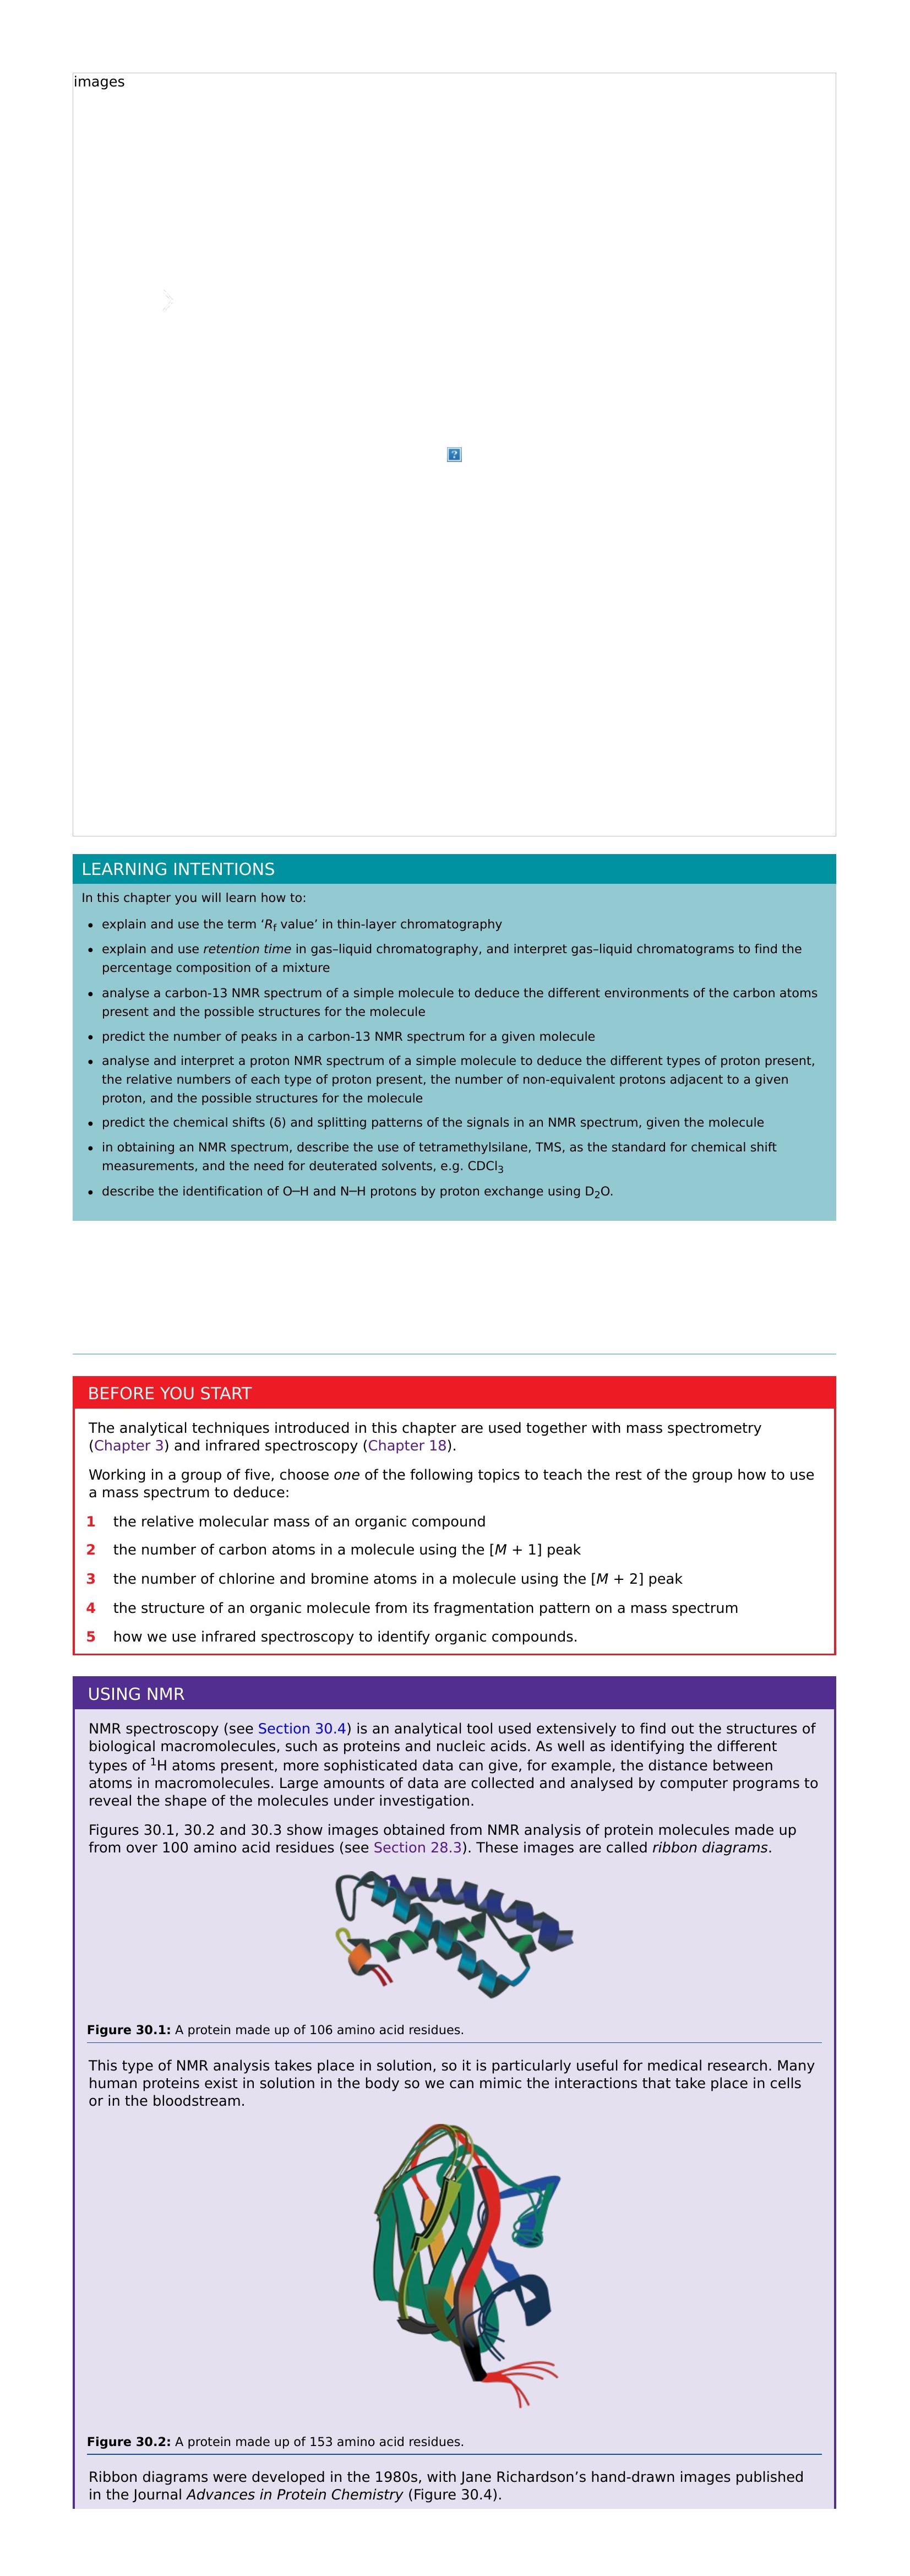 images
LEARNING INTENTIONS
In this chapter you will learn how to:
• explain and use the term ‘Rf value’ in thin-layer chromatography
• explain and use retention time in gas–liquid chromatography, and interpret gas–liquid chromatograms to find the
percentage composition of a mixture
• analyse a carbon-13 NMR spectrum of a simple molecule to deduce the different environments of the carbon atoms
present and the possible structures for the molecule
• predict the number of peaks in a carbon-13 NMR spectrum for a given molecule
• analyse and interpret a proton NMR spectrum of a simple molecule to deduce the different types of proton present,
the relative numbers of each type of proton present, the number of non-equivalent protons adjacent to a given
proton, and the possible structures for the molecule
• predict the chemical shifts (δ) and splitting patterns of the signals in an NMR spectrum, given the molecule
• in obtaining an NMR spectrum, describe the use of tetramethylsilane, TMS, as the standard for chemical shift
measurements, and the need for deuterated solvents, e.g. CDCl₃
• describe the identification of O─H and N─H protons by proton exchange using D₂O.
BEFORE YOU START
The analytical techniques introduced in this chapter are used together with mass spectrometry
(Chapter 3) and infrared spectroscopy (Chapter 18).
Working in a group of five, choose one of the following topics to teach the rest of the group how to use
a mass spectrum to deduce:
1 the relative molecular mass of an organic compound
2 the number of carbon atoms in a molecule using the [M + 1] peak
3 the number of chlorine and bromine atoms in a molecule using the [M + 2] peak
4 the structure of an organic molecule from its fragmentation pattern on a mass spectrum
5 how we use infrared spectroscopy to identify organic compounds.
USING NMR
NMR spectroscopy (see Section 30.4) is an analytical tool used extensively to find out the structures of
biological macromolecules, such as proteins and nucleic acids. As well as identifying the different
types of ¹H atoms present, more sophisticated data can give, for example, the distance between
atoms in macromolecules. Large amounts of data are collected and analysed by computer programs to
reveal the shape of the molecules under investigation.
Figures 30.1, 30.2 and 30.3 show images obtained from NMR analysis of protein molecules made up
from over 100 amino acid residues (see Section 28.3). These images are called ribbon diagrams.
Figure 30.1: A protein made up of 106 amino acid residues.
This type of NMR analysis takes place in solution, so it is particularly useful for medical research. Many
human proteins exist in solution in the body so we can mimic the interactions that take place in cells
or in the bloodstream.
Figure 30.2: A protein made up of 153 amino acid residues.
Ribbon diagrams were developed in the 1980s, with Jane Richardson’s hand-drawn images published
in the Journal Advances in Protein Chemistry (Figure 30.4).